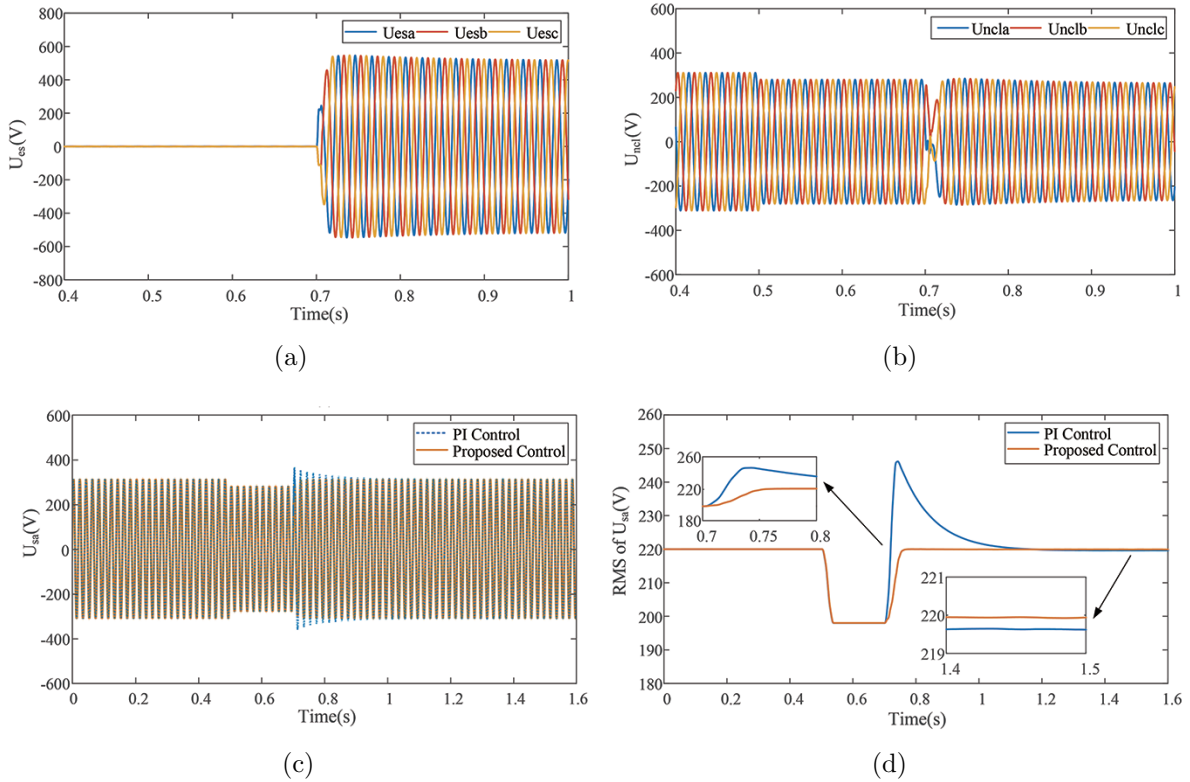 Uesa Uesb Uesc
800
600
400
200
0
-200
-400
-600
800
U_es(V)
0.4 0.5 0.6 0.7 0.8 0.9 1
Time(s)
(a)
Uncla Unclb Unclc
600
400
200
0
-200
-400
-600
U_ncl(V)
0.4 0.5 0.6 0.7 0.8 0.9 1
Time(s)
(b)
PI Control
Proposed Control
600
400
200
0
-200
-400
-600
U_sa(V)
0 0.2 0.4 0.6 0.8 1 1.2 1.4 1.6
Time(s)
(c)
PI Control
Proposed Control
260
250
240
230
220
210
200
190
180
RMS of U_sa(V)
260
220
180
0.7 0.75 0.8
221
220
219
1.4 1.5
0 0.2 0.4 0.6 0.8 1 1.2 1.4 1.6
Time(s)
(d)